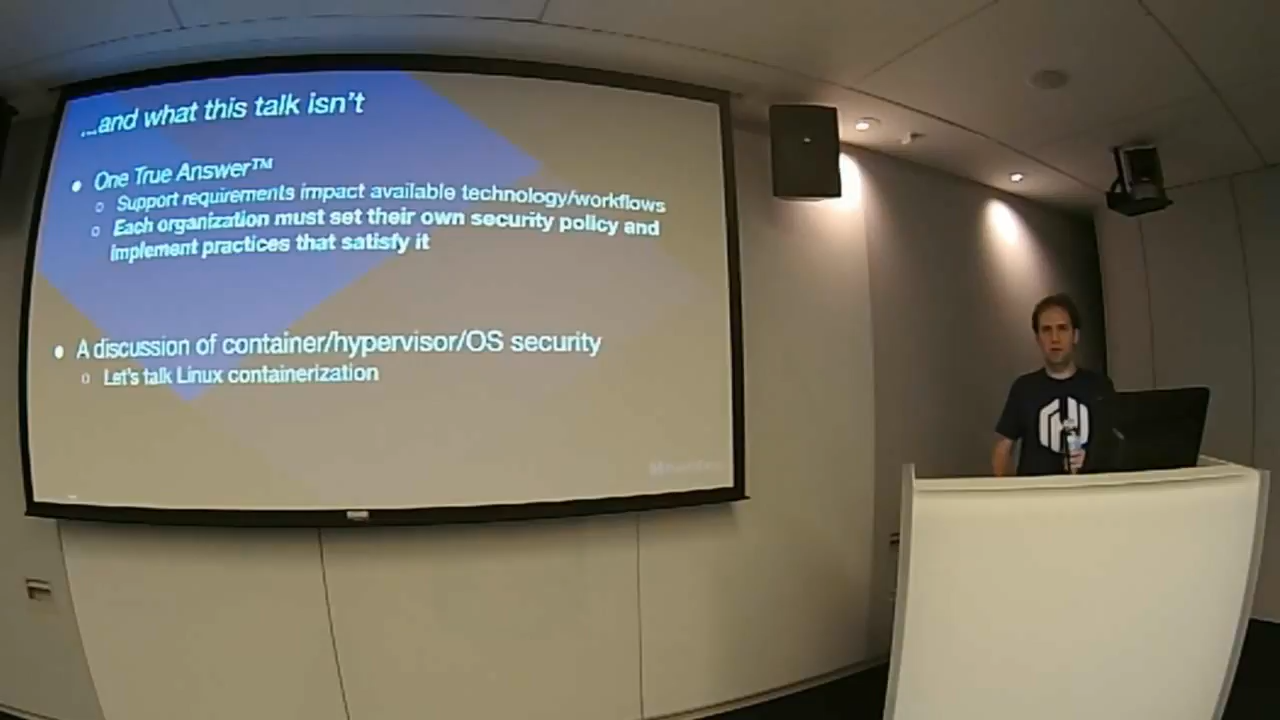 ...and what this talk isn't
● One True Answer™
○ Support requirements impact available technology/workflows
○ Each organization must set their own security policy and
implement practices that satisfy it
● A discussion of container/hypervisor/OS security
○ Let's talk Linux containerization